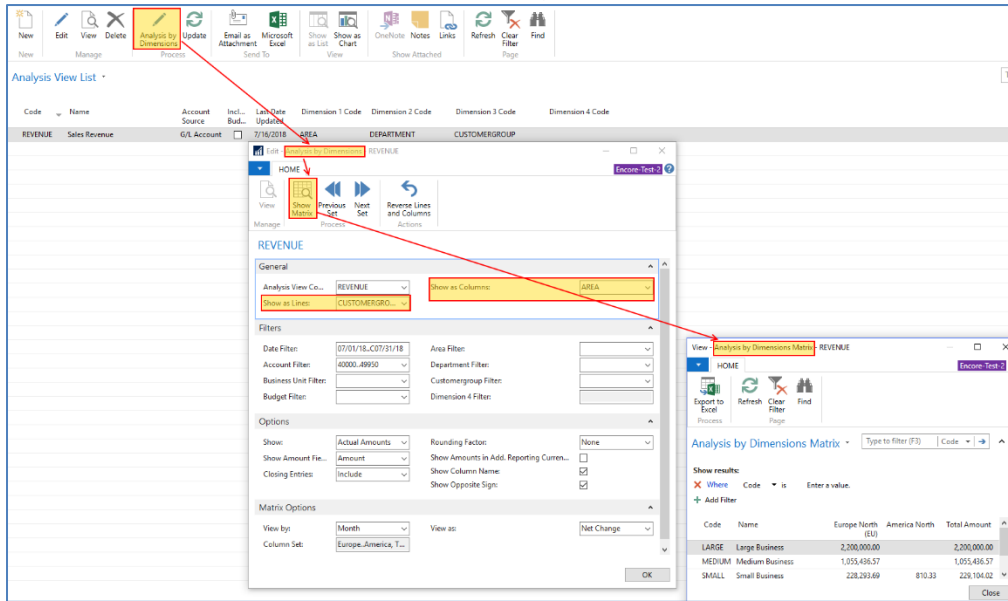 New Edit View Delete Analysis by Dimensions Update Email as Attachment Microsoft Excel Show as List Show as Chart OneNote Notes Links Refresh Clear Filter Find
New Manage Process Send To View Show Attached Page
Analysis View List
Code Name Account Source Incl... Bud... Last Date Updated Dimension 1 Code Dimension 2 Code Dimension 3 Code Dimension 4 Code
REVENUE Sales Revenue G/L Account 7/16/2018 AREA DEPARTMENT CUSTOMERGROUP
Edit - Analysis by Dimensions - REVENUE
HOME Encore-Test-2
View Show Matrix Previous Set Next Set Reverse Lines and Columns
Manage Process Actions
REVENUE
General
Analysis View Co... REVENUE Show as Columns: AREA
Show as Lines: CUSTOMERGRO...
Filters
Date Filter: 07/01/18..C07/31/18 Area Filter:
Account Filter: 40000..49950 Department Filter:
Business Unit Filter: Customergroup Filter:
Budget Filter: Dimension 4 Filter:
Options
Show: Actual Amounts Rounding Factor: None
Show Amount Fie... Amount Show Amounts in Add. Reporting Curren...
Closing Entries: Include Show Column Name:
Show Opposite Sign:
Matrix Options
View by: Month View as: Net Change
Column Set: Europe..America, T...
OK
View - Analysis by Dimensions Matrix - REVENUE
HOME Encore-Test-2
Export to Excel Refresh Clear Filter Find
Process Page
Analysis by Dimensions Matrix Type to filter (F3) Code
Show results:
Where Code is Enter a value.
Add Filter
Code Name Europe North (EU) America North Total Amount
LARGE Large Business 2,200,000.00 2,200,000.00
MEDIUM Medium Business 1,055,436.57 1,055,436.57
SMALL Small Business 228,293.69 810.33 229,104.02
Close